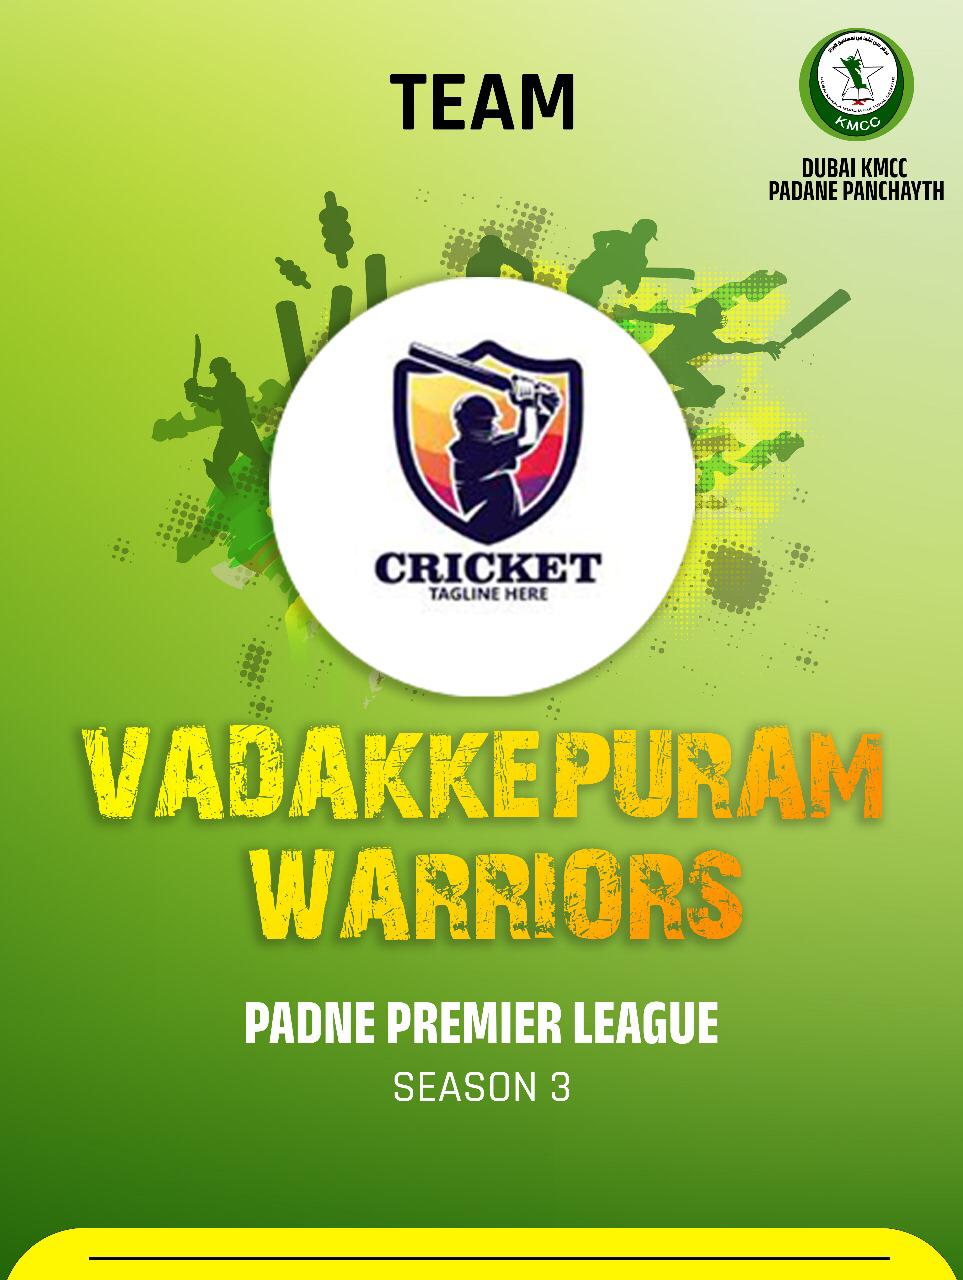 TEAM
KMCC
DUBAI KMCC
PADANE PANCHAYTH
CRICKET
TAGLINE HERE
VADAKKEPURAM
WARRIORS
PADNE PREMIER LEAGUE
SEASON 3